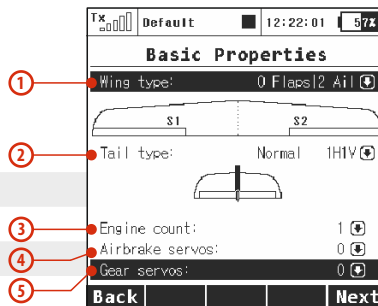 Tx Default 12:22:01 57%
Basic Properties
1 Wing type: 0 Flaps|2 Ail
S1 S2
2 Tail type: Normal 1H1V
3 Engine count: 1
4 Airbrake servos: 0
5 Gear servos: 0
Back Next